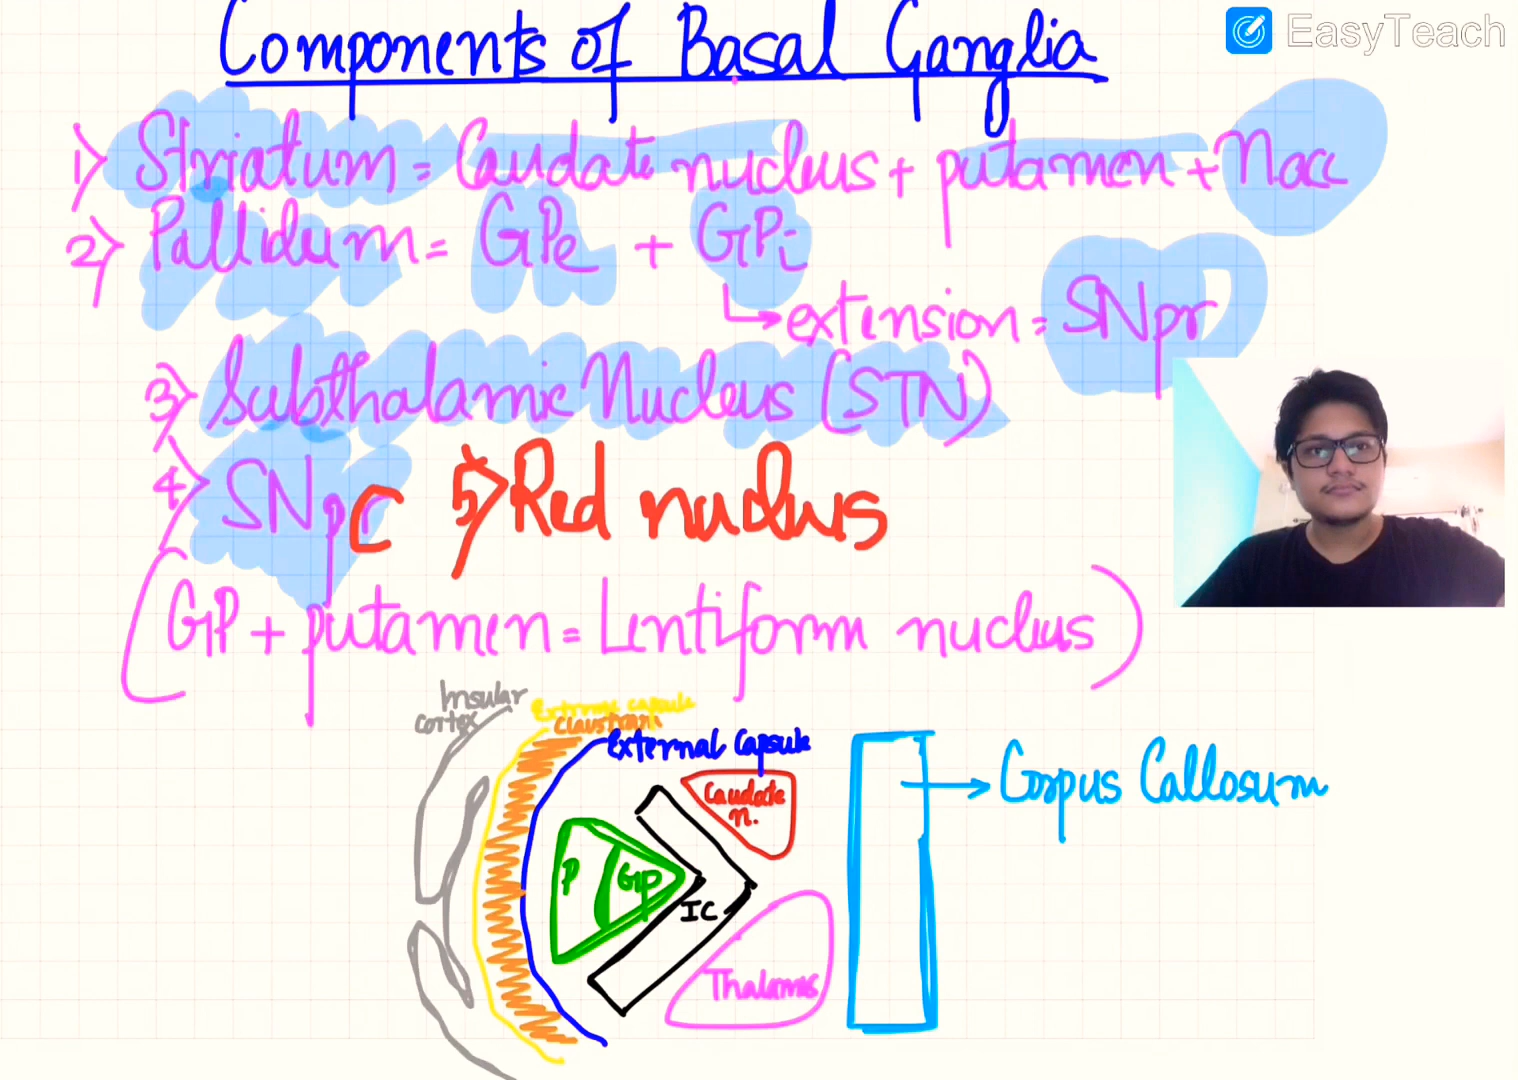 Components of Basal Ganglia
EasyTeach
1) Striatum = Caudate nucleus + putamen + Nacc
2) Pallidum = GPe + GPi
↳ extension = SNpr
3) Subthalamic Nucleus (STN)
4) SNpc 5) Red nucleus
(GP + putamen = Lentiform nucleus)
Insular
cortex
Extreme capsule
Claustrum
External Capsule
Caudate
n.
Corpus Callosum
P GP
IC
Thalamus